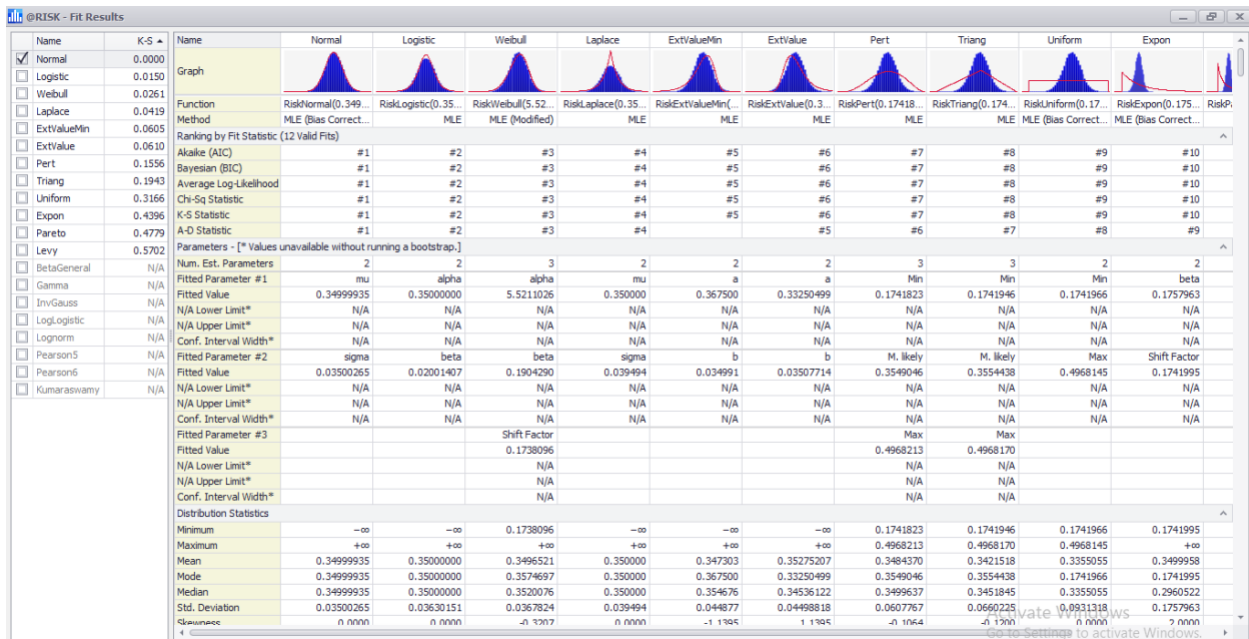 @RISK - Fit Results
Name K-S
Normal 0.0000
Logistic 0.0150
Weibull 0.0261
Laplace 0.0419
ExtValueMin 0.0605
ExtValue 0.0610
Pert 0.1556
Triang 0.1943
Uniform 0.3166
Expon 0.4396
Pareto 0.4779
Levy 0.5702
BetaGeneral N/A
Gamma N/A
InvGauss N/A
LogLogistic N/A
Lognorm N/A
Pearson5 N/A
Pearson6 N/A
Kumaraswamy N/A
Name Normal Logistic Weibull Laplace ExtValueMin ExtValue Pert Triang Uniform Expon
Graph
Function RiskNormal(0.349... RiskLogistic(0.35... RiskWeibull(5.52... RiskLaplace(0.35... RiskExtValueMin(... RiskExtValue(0.3... RiskPert(0.17418... RiskTriang(0.174... RiskUniform(0.17... RiskExpon(0.175... RiskP
Method MLE (Bias Correct... MLE MLE (Modified) MLE MLE MLE MLE MLE MLE (Bias Correct... MLE (Bias Correct...
Ranking by Fit Statistic (12 Valid Fits)
Akaike (AIC) #1 #2 #3 #4 #5 #6 #7 #8 #9 #10
Bayesian (BIC) #1 #2 #3 #4 #5 #6 #7 #8 #9 #10
Average Log-Likelihood #1 #2 #3 #4 #5 #6 #7 #8 #9 #10
Chi-Sq Statistic #1 #2 #3 #4 #5 #6 #7 #8 #9 #10
K-S Statistic #1 #2 #3 #4 #5 #6 #7 #8 #9 #10
A-D Statistic #1 #2 #3 #4 #5 #6 #7 #8 #9
Parameters - [* Values unavailable without running a bootstrap.]
Num. Est. Parameters 2 2 3 2 2 2 3 3 2 2
Fitted Parameter #1 mu alpha alpha mu a a Min Min Min beta
Fitted Value 0.34999935 0.35000000 5.5211026 0.350000 0.367500 0.33250499 0.1741823 0.1741946 0.1741966 0.1757963
N/A Lower Limit* N/A N/A N/A N/A N/A N/A N/A N/A N/A N/A
N/A Upper Limit* N/A N/A N/A N/A N/A N/A N/A N/A N/A N/A
Conf. Interval Width* N/A N/A N/A N/A N/A N/A N/A N/A N/A N/A
Fitted Parameter #2 sigma beta beta sigma b b M. likely M. likely Max Shift Factor
Fitted Value 0.03500265 0.02001407 0.1904290 0.039494 0.034991 0.03507714 0.3549046 0.3554438 0.4968145 0.1741995
N/A Lower Limit* N/A N/A N/A N/A N/A N/A N/A N/A N/A N/A
N/A Upper Limit* N/A N/A N/A N/A N/A N/A N/A N/A N/A N/A
Conf. Interval Width* N/A N/A N/A N/A N/A N/A N/A N/A N/A N/A
Fitted Parameter #3 Shift Factor Max Max
Fitted Value 0.1738096 0.4968213 0.4968170
N/A Lower Limit* N/A N/A N/A
N/A Upper Limit* N/A N/A N/A
Conf. Interval Width* N/A N/A N/A
Distribution Statistics
Minimum −∞ −∞ 0.1738096 −∞ −∞ −∞ 0.1741823 0.1741946 0.1741966 0.1741995
Maximum +∞ +∞ +∞ +∞ +∞ +∞ 0.4968213 0.4968170 0.4968145 +∞
Mean 0.34999935 0.35000000 0.3496521 0.350000 0.347303 0.35275207 0.3484370 0.3421518 0.3355055 0.3499958
Mode 0.34999935 0.35000000 0.3574697 0.350000 0.367500 0.33250499 0.3549046 0.3554438 0.1741966 0.1741995
Median 0.34999935 0.35000000 0.3520076 0.350000 0.354676 0.34536122 0.3499637 0.3451845 0.3355055 0.2960522
Std. Deviation 0.03500265 0.03630151 0.0367824 0.039494 0.044877 0.04498818 0.0607767 0.0660225 0.0931318 0.1757963
Skewness 0.0000 0.0000 -0.3207 0.0000 -1.1395 1.1395 -0.1064 -0.1200 0.0000 2.0000
Activate Windows
Go to Settings to activate Windows.